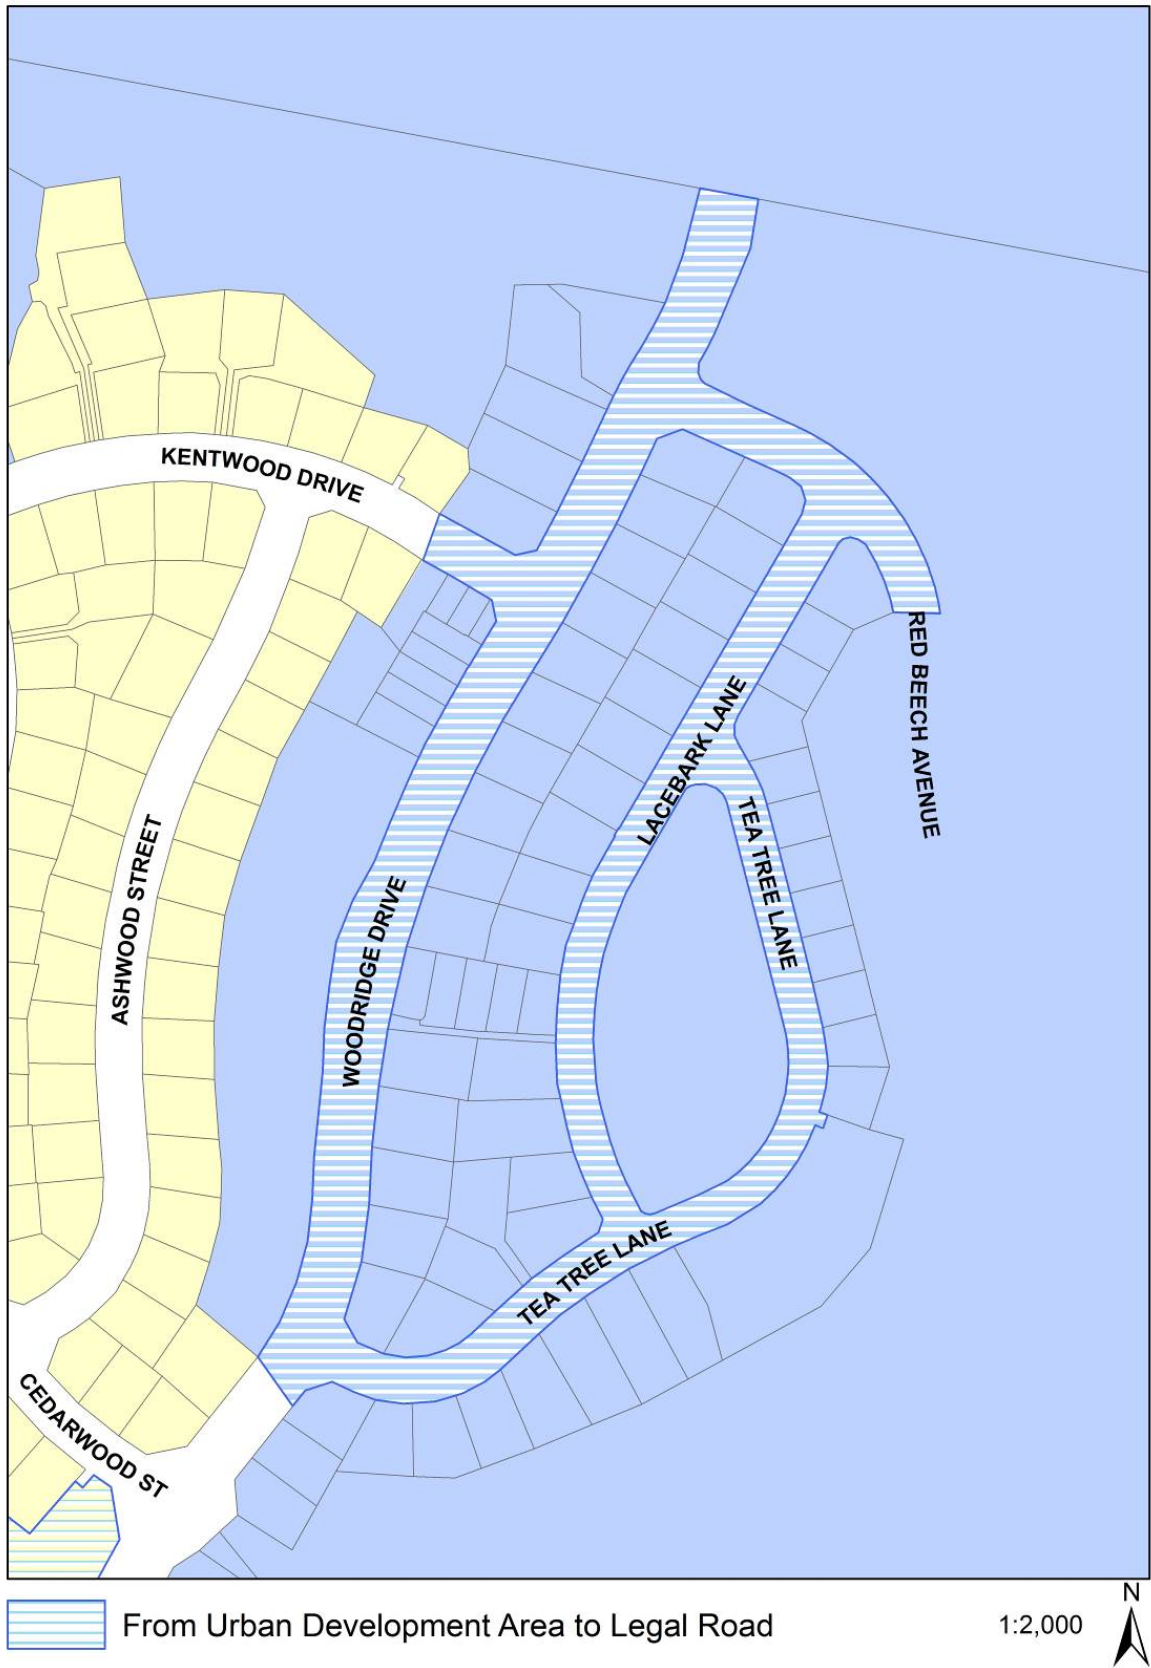 KENTWOOD DRIVE
RED BEECH AVENUE
LACEBARK LANE
TEA TREE LANE
ASHWOOD STREET
WOODRIDGE DRIVE
TEA TREE LANE
CEDARWOOD ST
N
From Urban Development Area to Legal Road
1:2,000